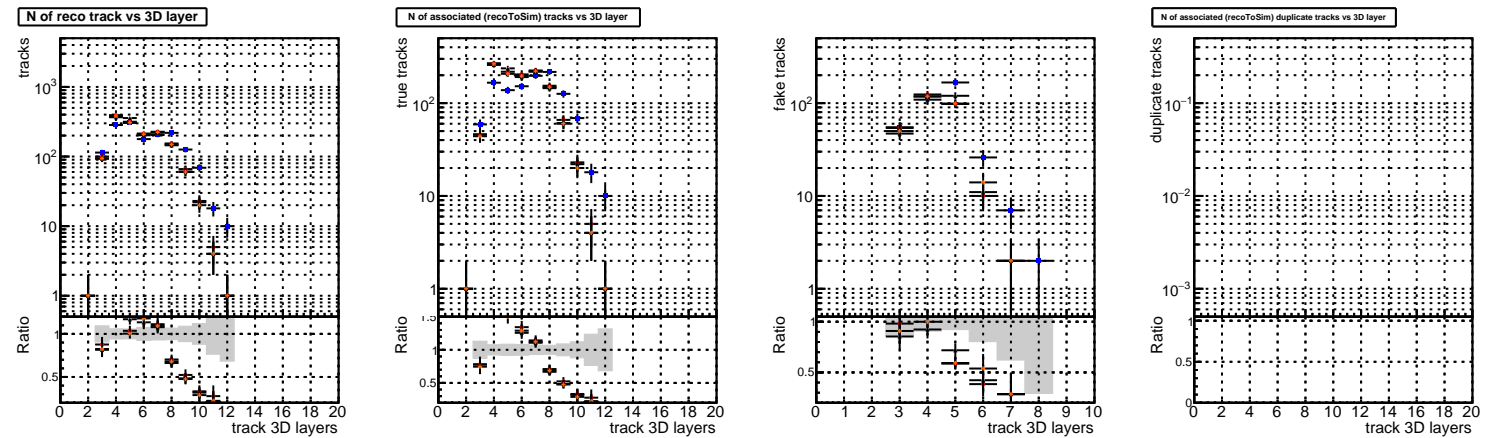 N of reco track vs 3D layer
tracks
10³
10²
10
1
Ratio
1
0.5
0 2 4 6 8 10 12 14 16 18 20
track 3D layers
N of associated (recoToSim) tracks vs 3D layer
true tracks
10²
10
1
Ratio
1.5
1
0.5
0 2 4 6 8 10 12 14 16 18 20
track 3D layers
fake tracks
10²
10
1
Ratio
1
0.5
0 1 2 3 4 5 6 7 8 9 10
track 3D layers
N of associated (recoToSim) duplicate tracks vs 3D layer
duplicate tracks
10⁻¹
10⁻²
10⁻³
Ratio
1
0.5
0
0 2 4 6 8 10 12 14 16 18 20
track 3D layers